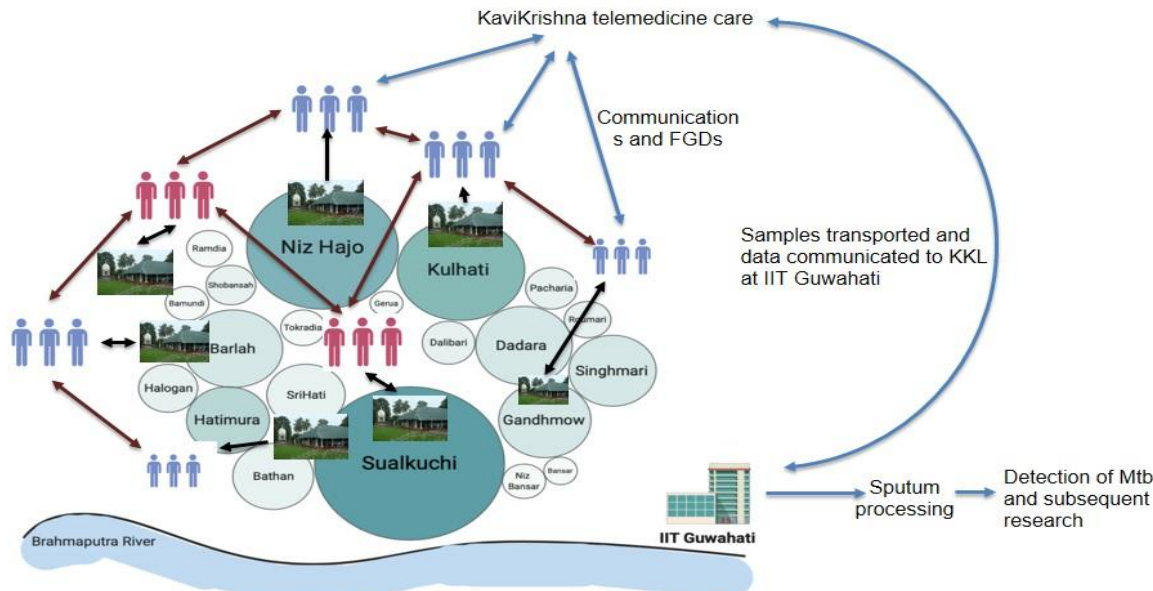 KaviKrishna telemedicine care
Communication
s and FGDs
Niz Hajo
Kulhati
Ramdia
Shobansah
Bamundi
Gerua
Pacharia
Tokradia
Roumari
Barlah
Dalibari
Dadara
Singhmari
Halogan
SriHati
Hatimura
Gandhmow
Sualkuchi
Bathan
Niz
Bansar
Bansar
Samples transported and
data communicated to KKL
at IIT Guwahati
IIT Guwahati
Sputum
processing
Detection of Mtb
and subsequent
research
Brahmaputra River